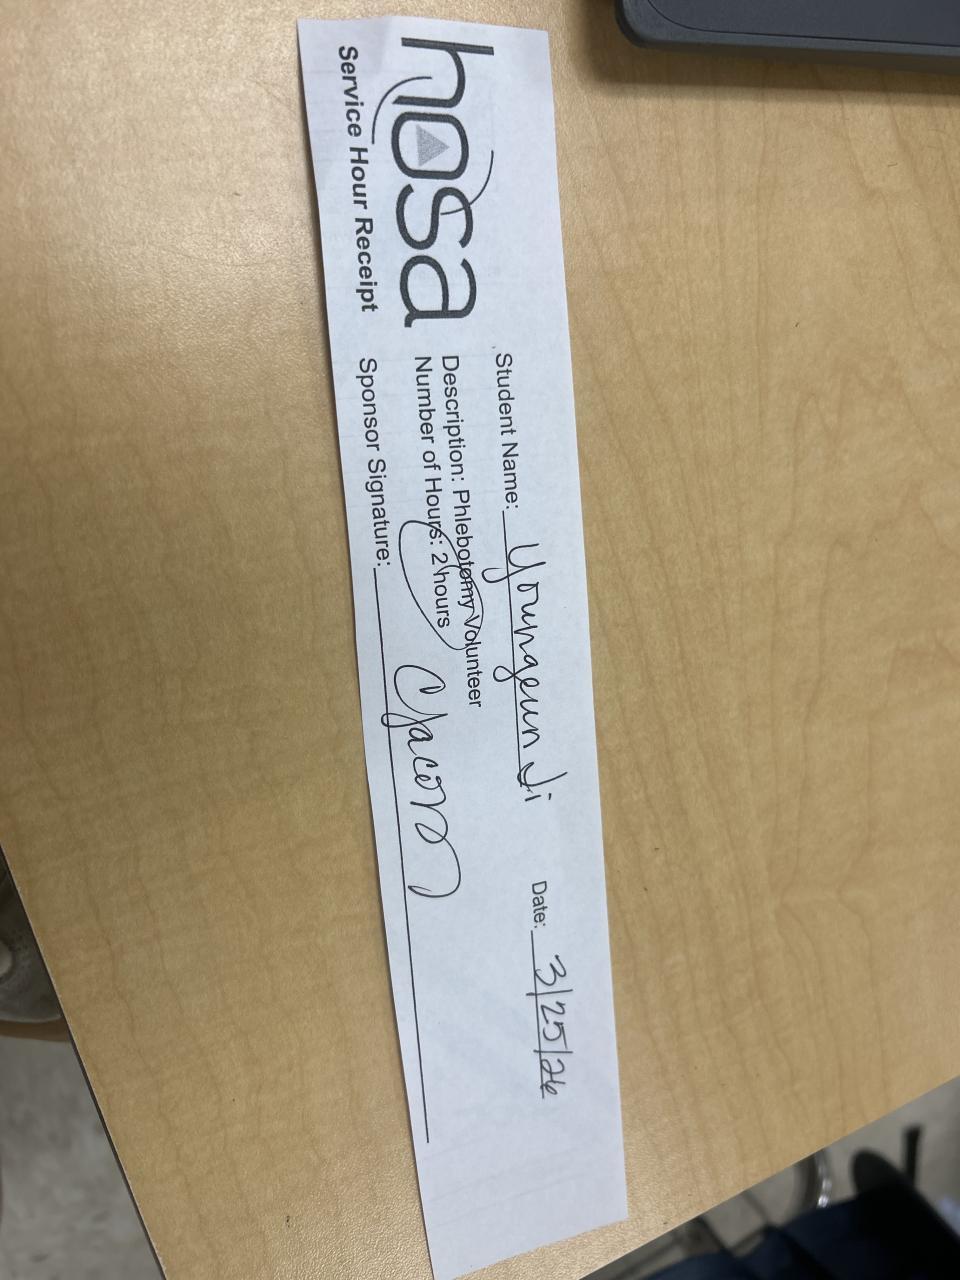 hosa
Service Hour Receipt
Student Name: Youngeun Ji Date: 3/25/26
Description: Phlebotomy Volunteer
Number of Hours: 2 hours
Sponsor Signature: